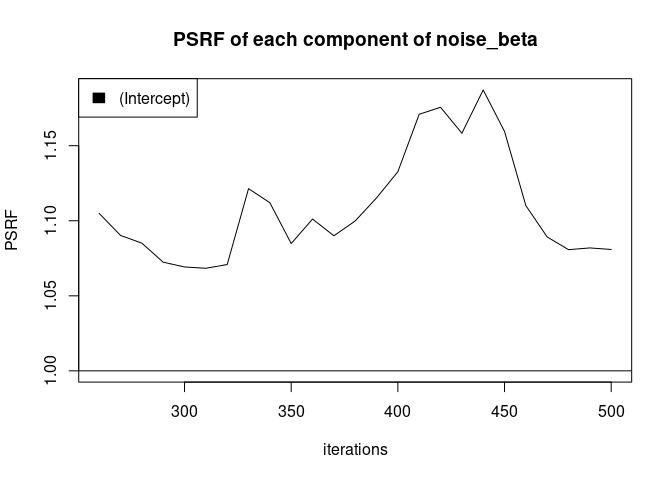 PSRF of each component of noise_beta
(Intercept)
1.15
1.10
1.05
1.00
PSRF
300 350 400 450 500
iterations